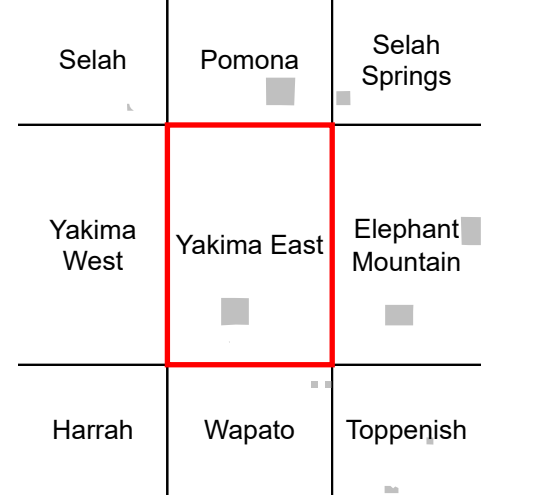 Selah
Pomona
Selah
Springs
Yakima
West
Yakima East
Elephant
Mountain
Harrah
Wapato
Toppenish